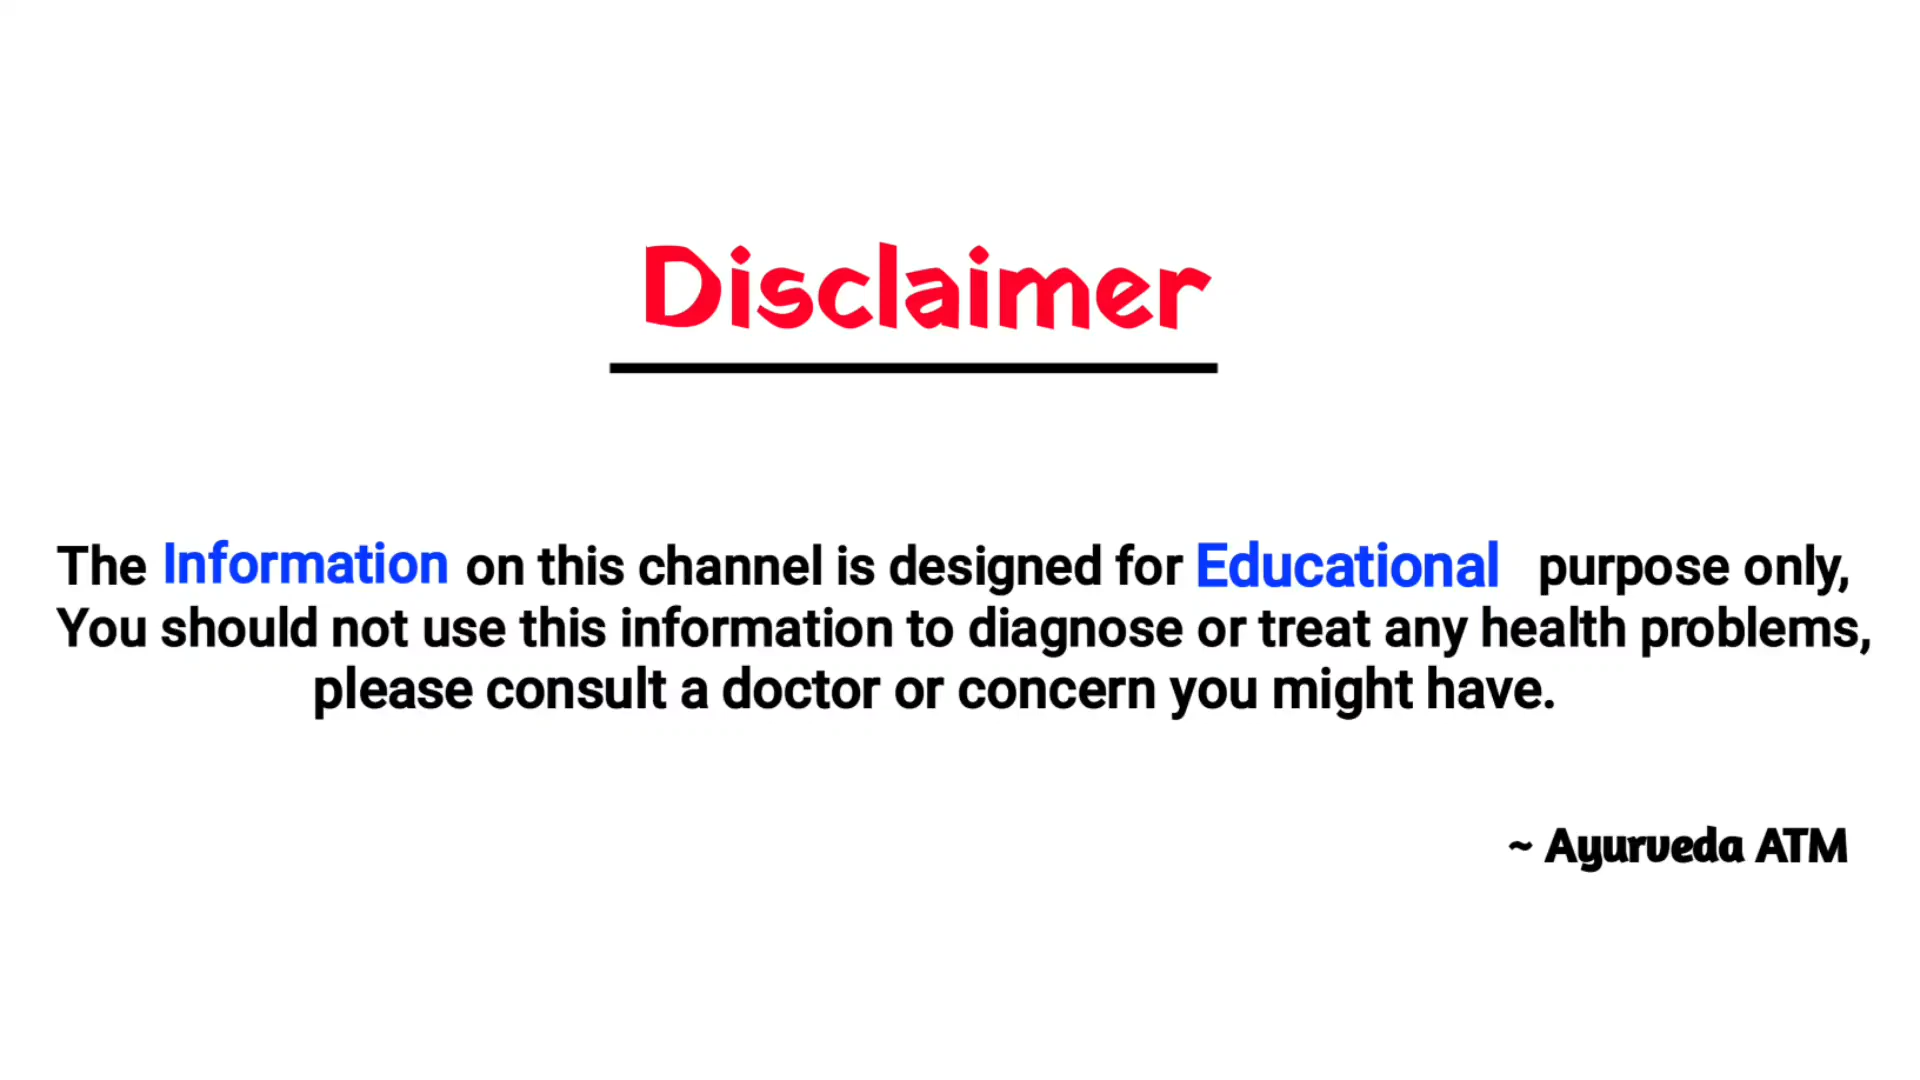 Disclaimer
The Information on this channel is designed for Educational purpose only,
You should not use this information to diagnose or treat any health problems,
please consult a doctor or concern you might have.
~ Ayurveda ATM